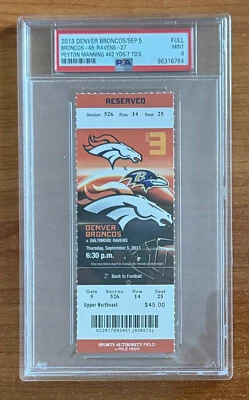 2013 DENVER BRONCOS/SEP.5 FULL
BRONCOS -49, RAVENS -27 MINT
PEYTON MANNING 462 YDS/7 TDS 9
PSA 96316764
RESERVED
Section 526 Row 14 Seat 25
$3
DENVER
BRONCOS
v. BALTIMORE RAVENS
Thursday, September 5, 2013
6:30 p.m.
Back to Football
Gate Section Row Seat
5 526 14 25
Upper Northeast $45.00
SPORTS AUTHORITY FIELD
at MILE HIGH